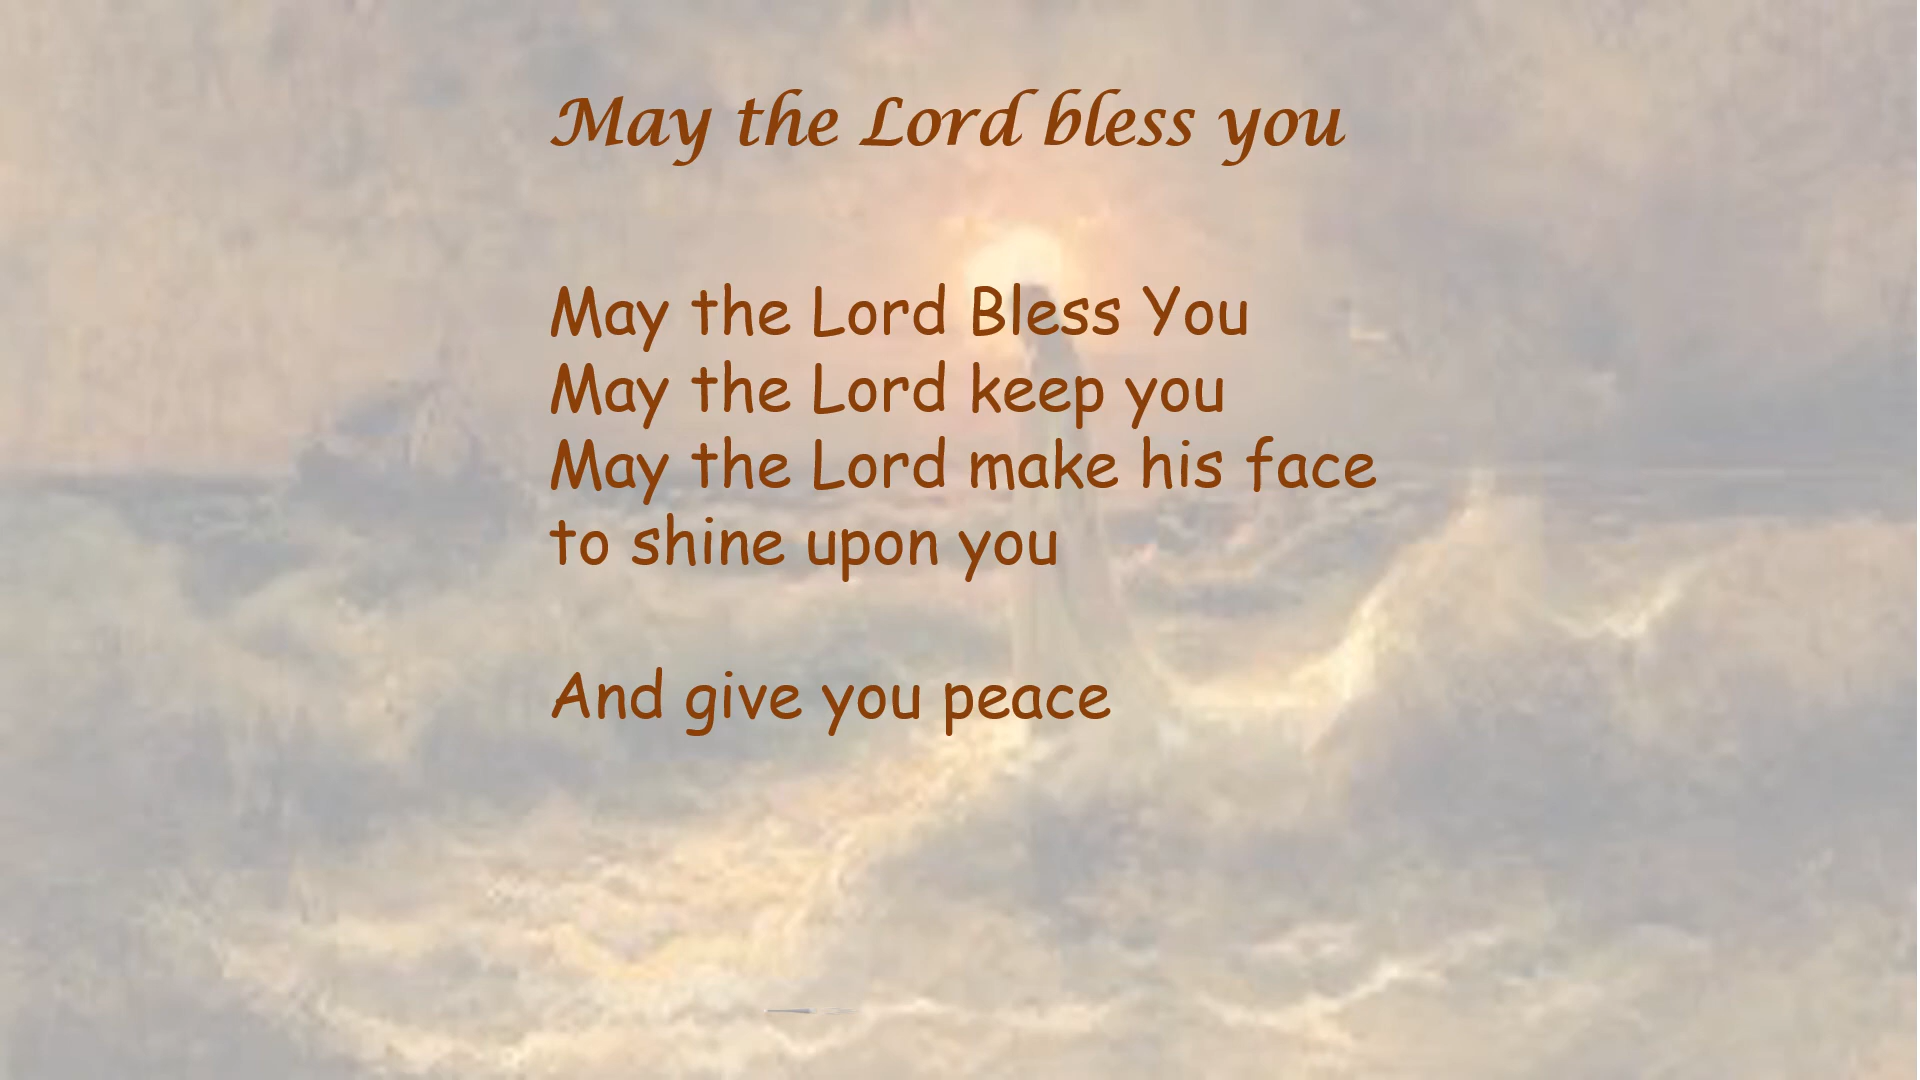 May the Lord bless you
May the Lord Bless You
May the Lord keep you
May the Lord make his face
to shine upon you
And give you peace